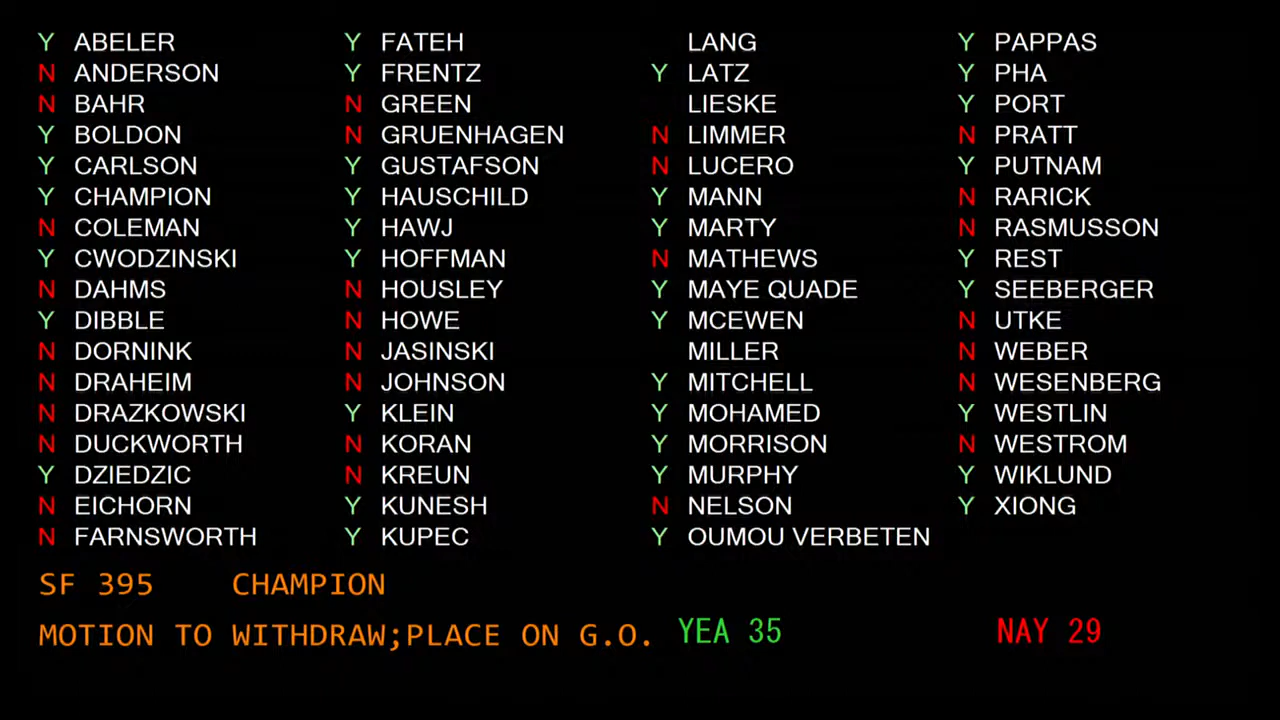 Y ABELER Y FATEH LANG Y PAPPAS
N ANDERSON Y FRENTZ Y LATZ Y PHA
N BAHR N GREEN LIESKE Y PORT
Y BOLDON N GRUENHAGEN N LIMMER N PRATT
Y CARLSON Y GUSTAFSON N LUCERO Y PUTNAM
Y CHAMPION Y HAUSCHILD Y MANN N RARICK
N COLEMAN Y HAWJ Y MARTY N RASMUSSON
Y CWODZINSKI Y HOFFMAN N MATHEWS Y REST
N DAHMS N HOUSLEY Y MAYE QUADE Y SEEBERGER
Y DIBBLE N HOWE Y MCEWEN N UTKE
N DORNINK N JASINSKI MILLER N WEBER
N DRAHEIM N JOHNSON Y MITCHELL N WESENBERG
N DRAZKOWSKI Y KLEIN Y MOHAMED Y WESTLIN
N DUCKWORTH N KORAN Y MORRISON N WESTROM
Y DZIEDZIC N KREUN Y MURPHY Y WIKLUND
N EICHORN Y KUNESH N NELSON Y XIONG
N FARNSWORTH Y KUPEC Y OUMOU VERBETEN
SF 395 CHAMPION
MOTION TO WITHDRAW;PLACE ON G.O. YEA 35 NAY 29